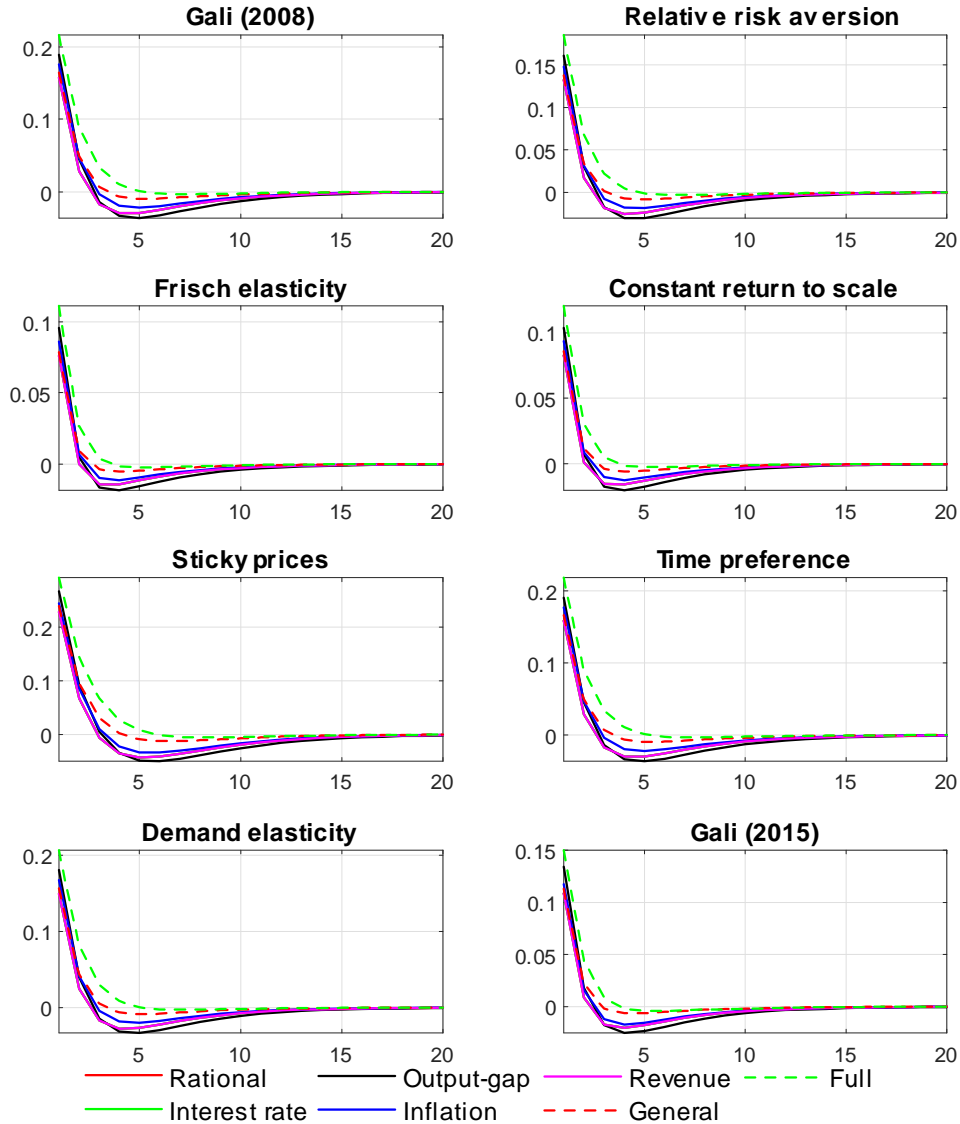 Gali (2008)
Relative risk aversion
0.2
0.1
0
5 10 15 20
0.15
0.1
0.05
0
5 10 15 20
Frisch elasticity
Constant return to scale
0.1
0.05
0
5 10 15 20
0.1
0.05
0
5 10 15 20
Sticky prices
Time preference
0.2
0.1
0
5 10 15 20
0.2
0.1
0
5 10 15 20
Demand elasticity
Gali (2015)
0.2
0.1
0
5 10 15 20
0.15
0.1
0.05
0
5 10 15 20
Rational Output-gap Revenue Full
Interest rate Inflation General